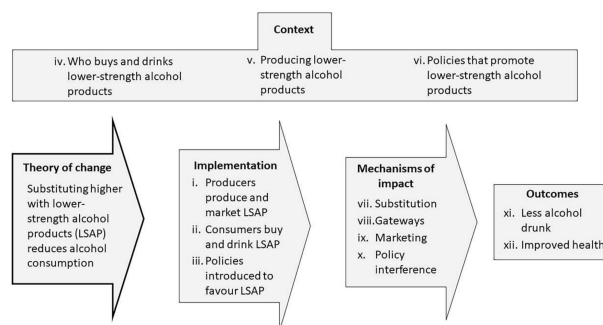 Context
iv. Who buys and drinks
lower-strength alcohol
products
v. Producing lower-
strength alcohol
products
vi. Policies that promote
lower-strength alcohol
products
Theory of change
Substituting higher
with lower-
strength alcohol
products (LSAP)
reduces alcohol
consumption
Implementation
i. Producers
produce and
market LSAP
ii. Consumers buy
and drink LSAP
iii. Policies
introduced to
favour LSAP
Mechanisms of
impact
vii. Substitution
viii. Gateways
ix. Marketing
x. Policy
interference
Outcomes
xi. Less alcohol
drunk
xii. Improved health